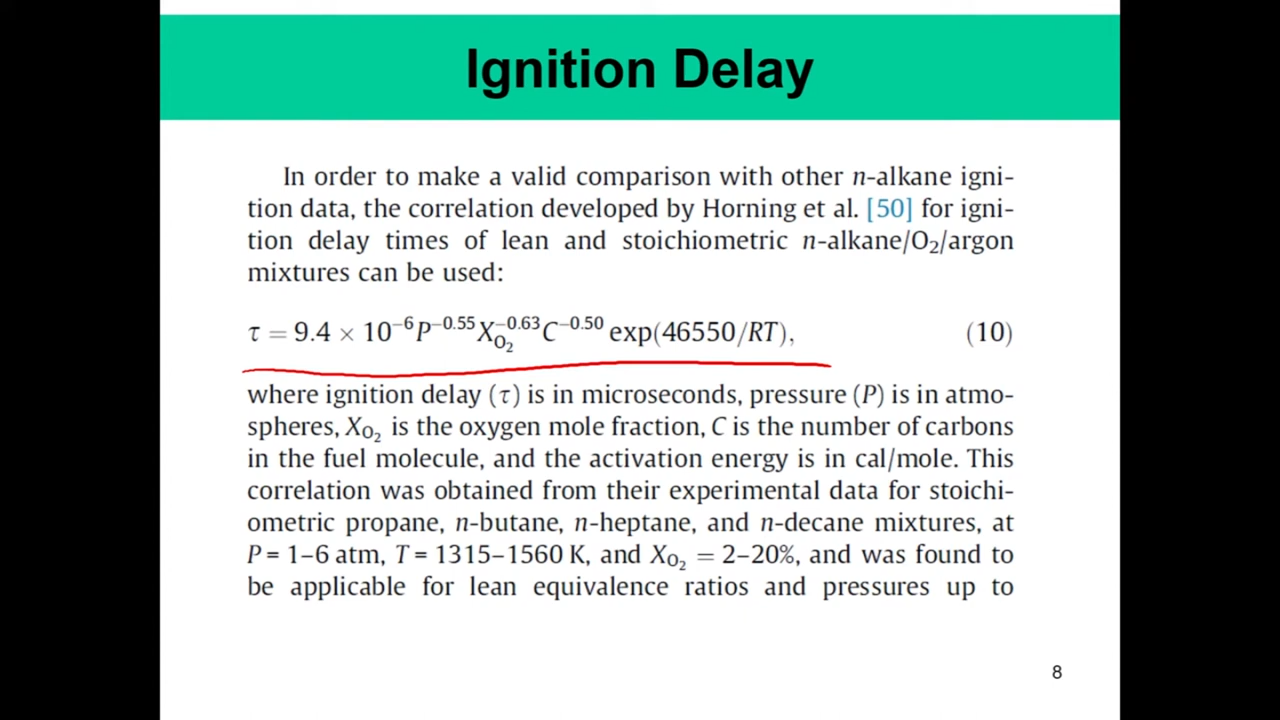 Ignition Delay
In order to make a valid comparison with other n-alkane igni-
tion data, the correlation developed by Horning et al. [50] for igni-
tion delay times of lean and stoichiometric n-alkane/O₂/argon
mixtures can be used:
τ = 9.4 × 10⁻⁶P⁻⁰·⁵⁵X_O₂⁻⁰·⁶³C⁻⁰·⁵⁰ exp(46550/RT), (10)
where ignition delay (τ) is in microseconds, pressure (P) is in atmo-
spheres, X_O₂ is the oxygen mole fraction, C is the number of carbons
in the fuel molecule, and the activation energy is in cal/mole. This
correlation was obtained from their experimental data for stoichi-
ometric propane, n-butane, n-heptane, and n-decane mixtures, at
P = 1–6 atm, T = 1315–1560 K, and X_O₂ = 2–20%, and was found to
be applicable for lean equivalence ratios and pressures up to
8